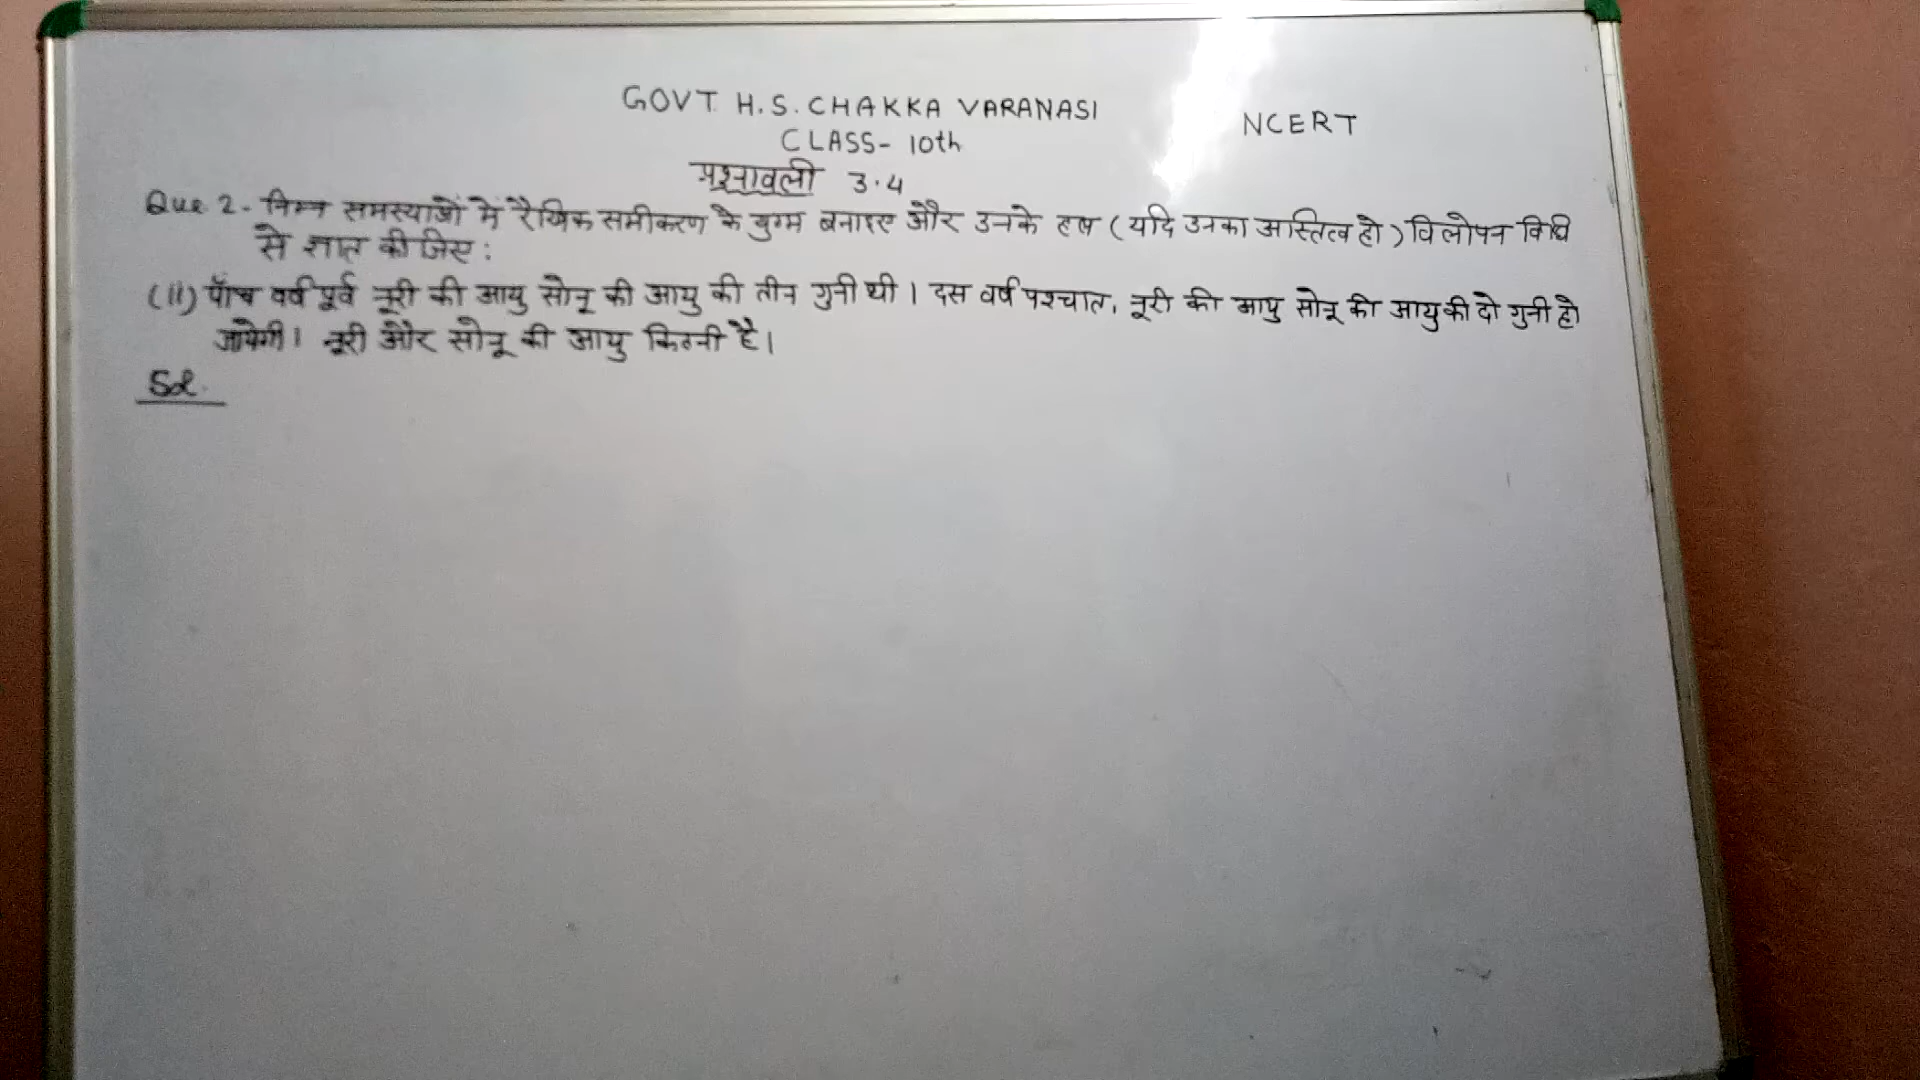 GOVT. H.S. CHAKKA VARANASI
NCERT
CLASS- 10th
प्रश्नावली 3.4
Que 2. निम्न समस्याओं में रैखिक समीकरण के युग्म बनाइए और उनके हल (यदि उनका अस्तित्व हो) विलोपन विधि
से ज्ञात कीजिए :
(ii) पाँच वर्ष पूर्व नूरी की आयु सोनू की आयु की तीन गुनी थी। दस वर्ष पश्चात, नूरी की आयु सोनू की आयु की दो गुनी हो
जायेगी। नूरी और सोनू की आयु कितनी है।
Sol.